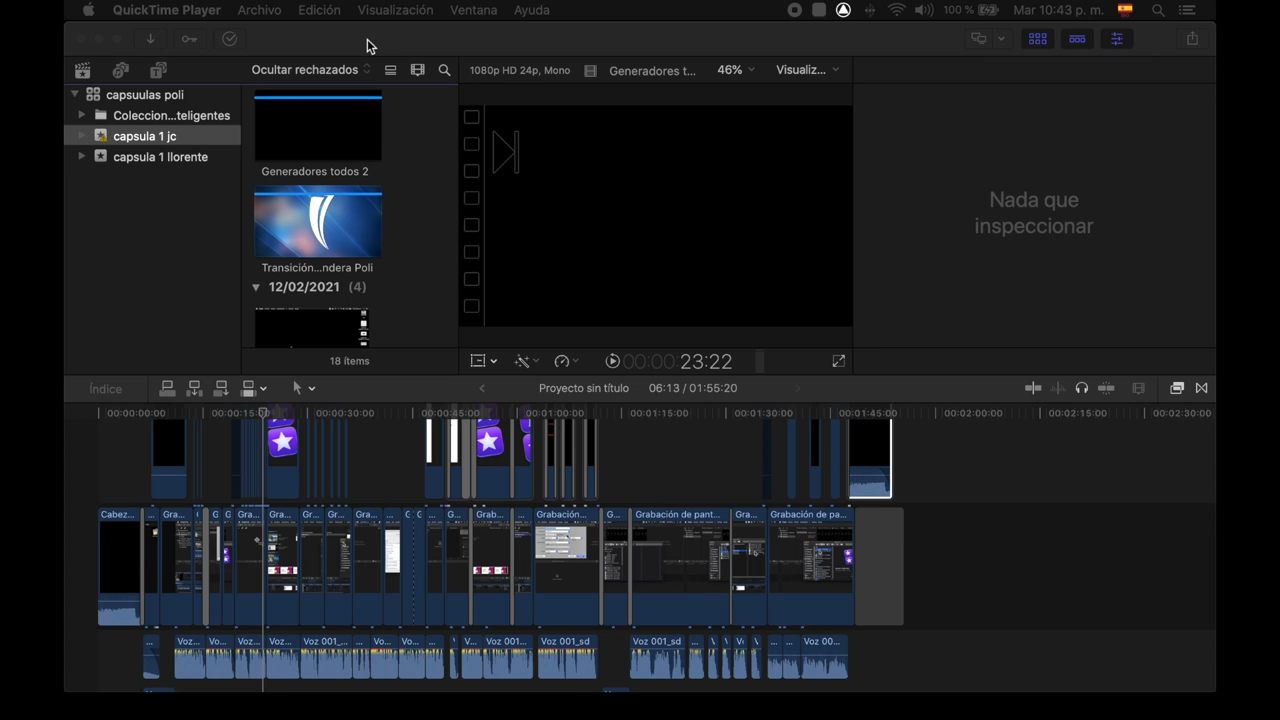 QuickTime Player Archivo Edición Visualización Ventana Ayuda 100 % Mar 10:43 p. m.
Ocultar rechazados 1080p HD 24p, Mono Generadores t... 46% Visualiz...
capsuulas poli
Coleccion...teligentes
capsula 1 jc
capsula 1 llorente
Generadores todos 2
Transición...ndera Poli
12/02/2021 (4)
18 ítems
Nada que
inspeccionar
00:00:23:22
Índice Proyecto sin título 06:13 / 01:55:20
00:00:00:00 00:00:15:00 00:00:30:00 00:00:45:00 00:01:00:00 00:01:15:00 00:01:30:00 00:01:45:00 00:02:00:00 00:02:15:00 00:02:30:00
Cabez... ... Gra... G G Gra... Gra... Gr... Gr... Gra... ... G G ... Gra... Grab... ... Grabación... G... Grabación de pant... Gra... Grabación de pa...
... Voz... Vo... Voz... Voz... Voz 001_... ... Vo... Vo... ... V... Voz 001... Voz 001_sd Voz 001_sd ... ... ... Voz 00...